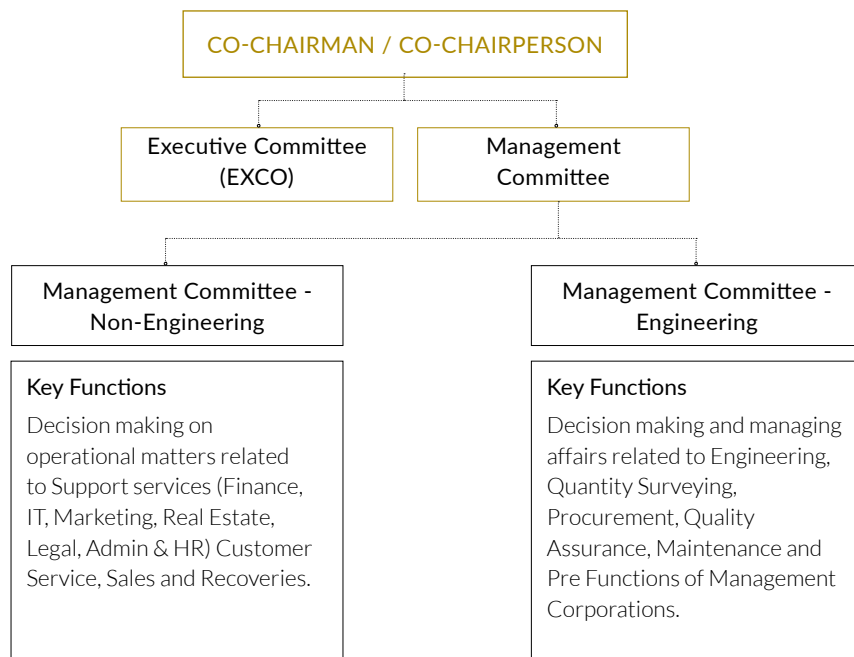 CO-CHAIRMAN / CO-CHAIRPERSON
Executive Committee
(EXCO)
Management
Committee
Management Committee -
Non-Engineering
Key Functions
Decision making on
operational matters related
to Support services (Finance,
IT, Marketing, Real Estate,
Legal, Admin & HR) Customer
Service, Sales and Recoveries.
Management Committee -
Engineering
Key Functions
Decision making and managing
affairs related to Engineering,
Quantity Surveying,
Procurement, Quality
Assurance, Maintenance and
Pre Functions of Management
Corporations.